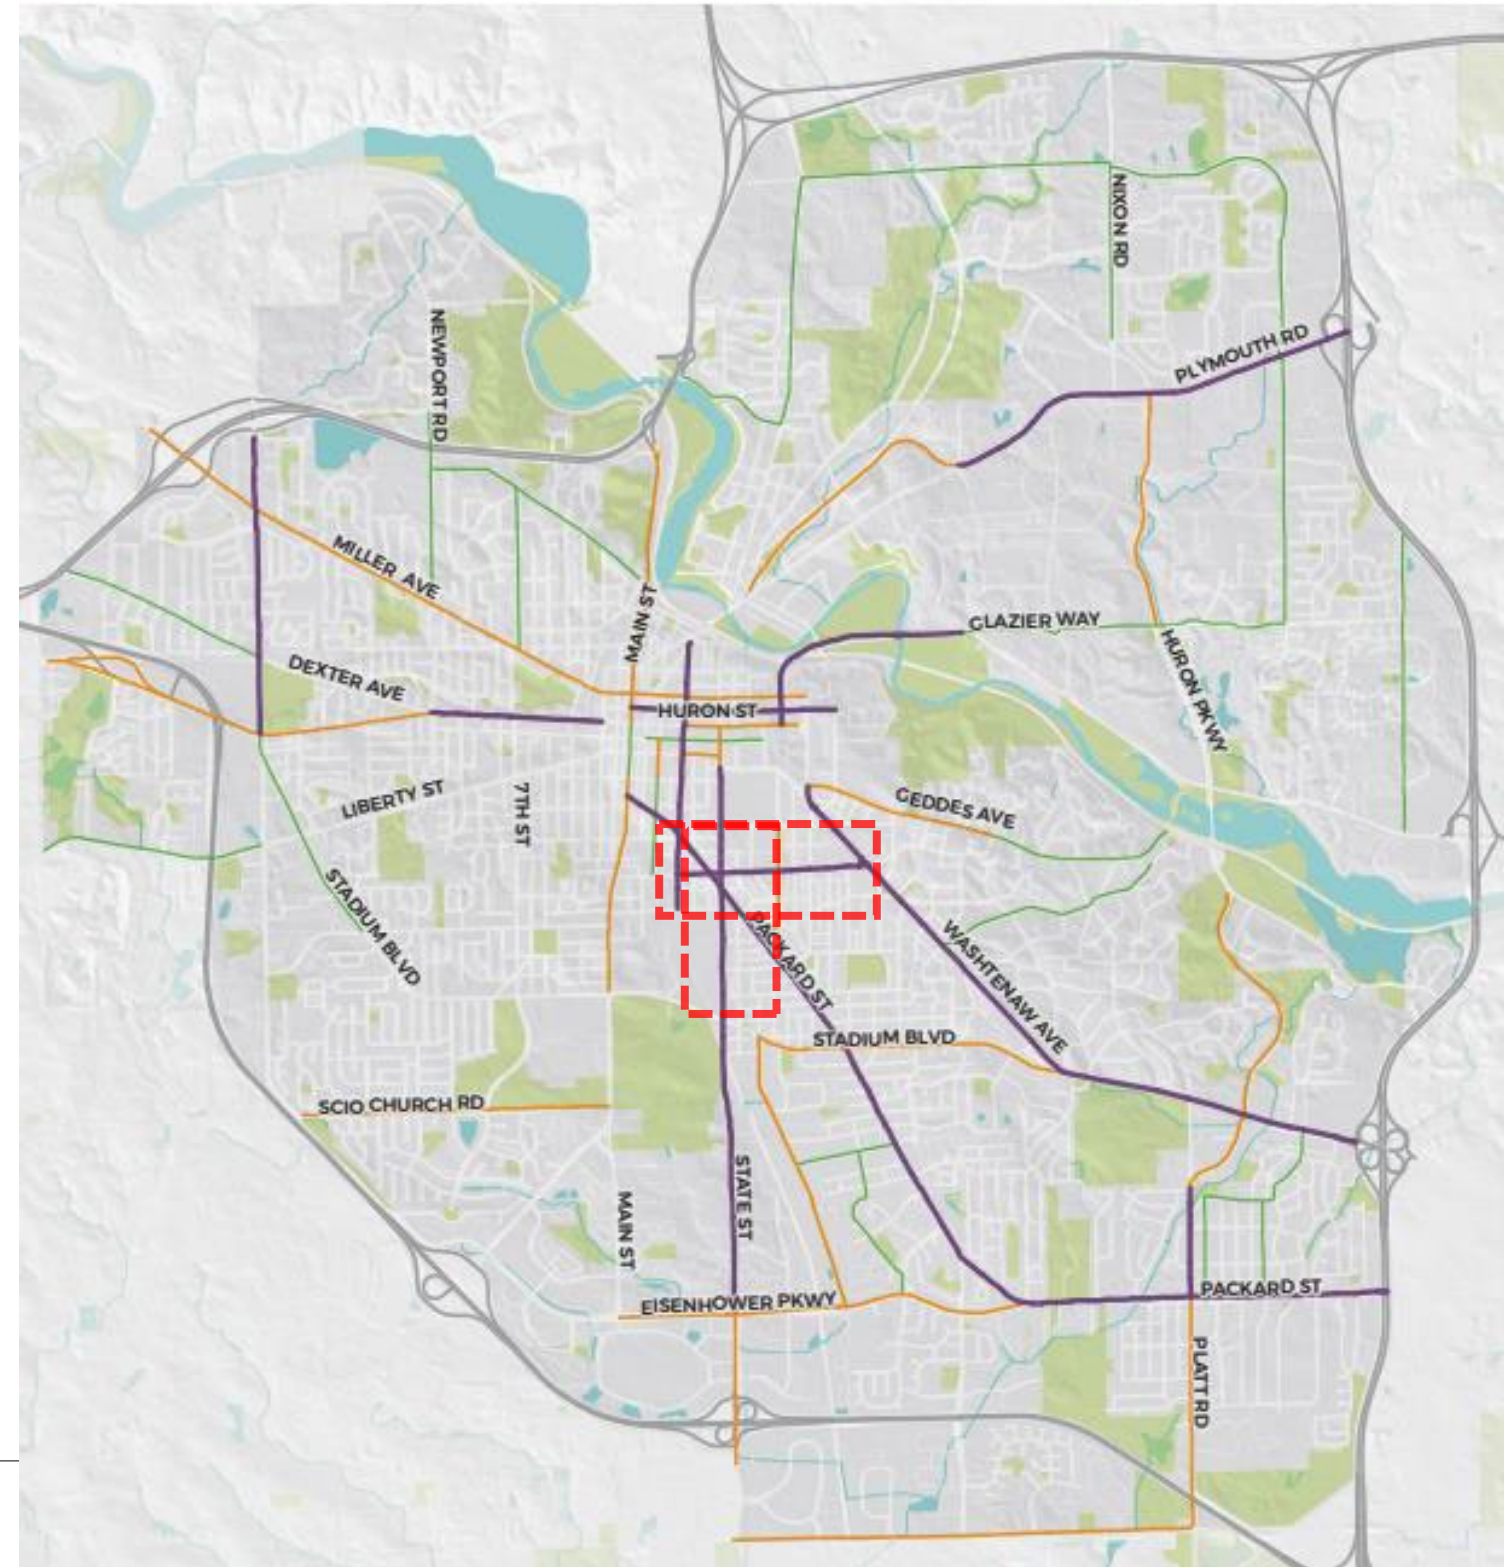 NIXON RD
NEWPORT RD
PLYMOUTH RD
MILLER AVE
MAIN ST
GLAZIER WAY
HURON PKWY
DEXTER AVE
HURON ST
LIBERTY ST
7TH ST
GEDDES AVE
STADIUM BLVD
PACKARD ST
WASHTENAW AVE
STADIUM BLVD
SCIO CHURCH RD
STATE ST
MAIN ST
EISENHOWER PKWY
PACKARD ST
PLATT RD